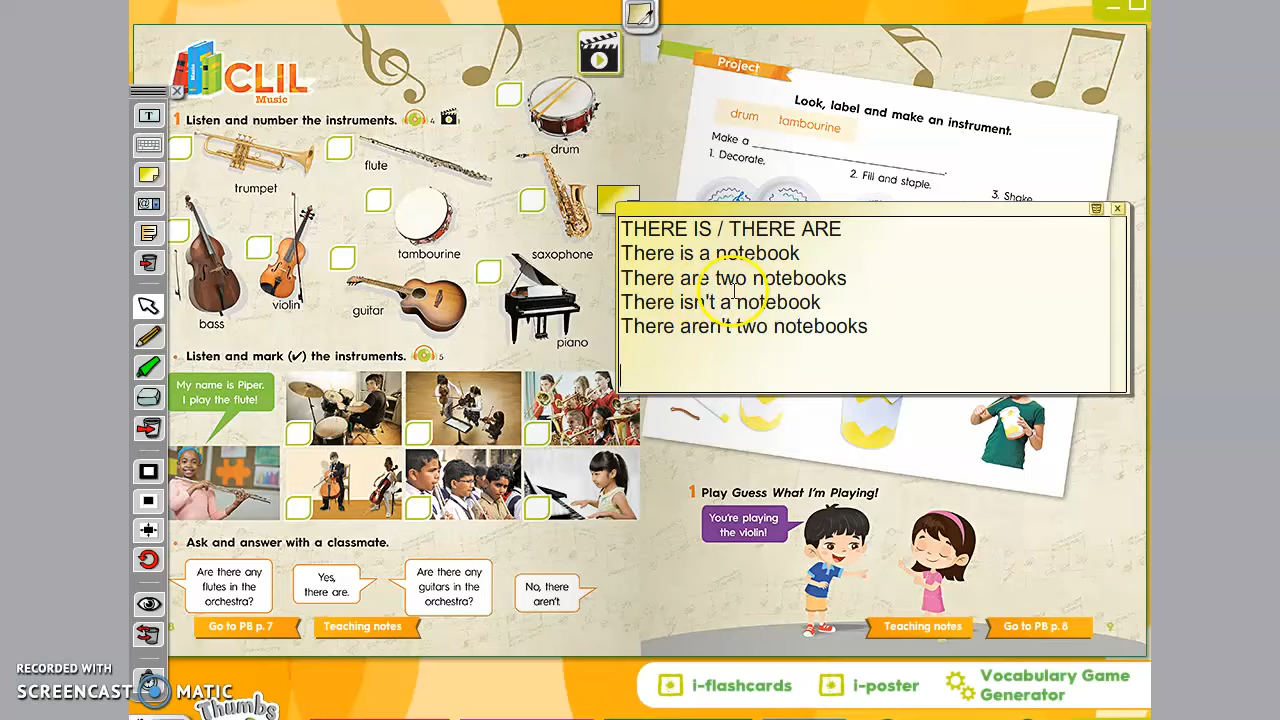 CLIL
Music
1 Listen and number the instruments.
4
drum
flute
trumpet
tambourine
saxophone
violin
guitar
bass
piano
Listen and mark (✔) the instruments.
5
My name is Piper.
I play the flute!
Ask and answer with a classmate.
Are there any
flutes in the
orchestra?
Yes,
there are.
Are there any
guitars in the
orchestra?
No, there
aren't.
8
Go to PB p. 7
Teaching notes
Project
Look, label and make an instrument.
drum tambourine
Make a
1. Decorate.
2. Fill and staple.
3. Shake
THERE IS / THERE ARE
There is a notebook
There are two notebooks
There isn't a notebook
There aren't two notebooks
1 Play Guess What I'm Playing!
You're playing
the violin!
Teaching notes
Go to PB p. 8
9
i-flashcards
i-poster
Vocabulary Game
Generator
Thumbs
RECORDED WITH
SCREENCAST MATIC